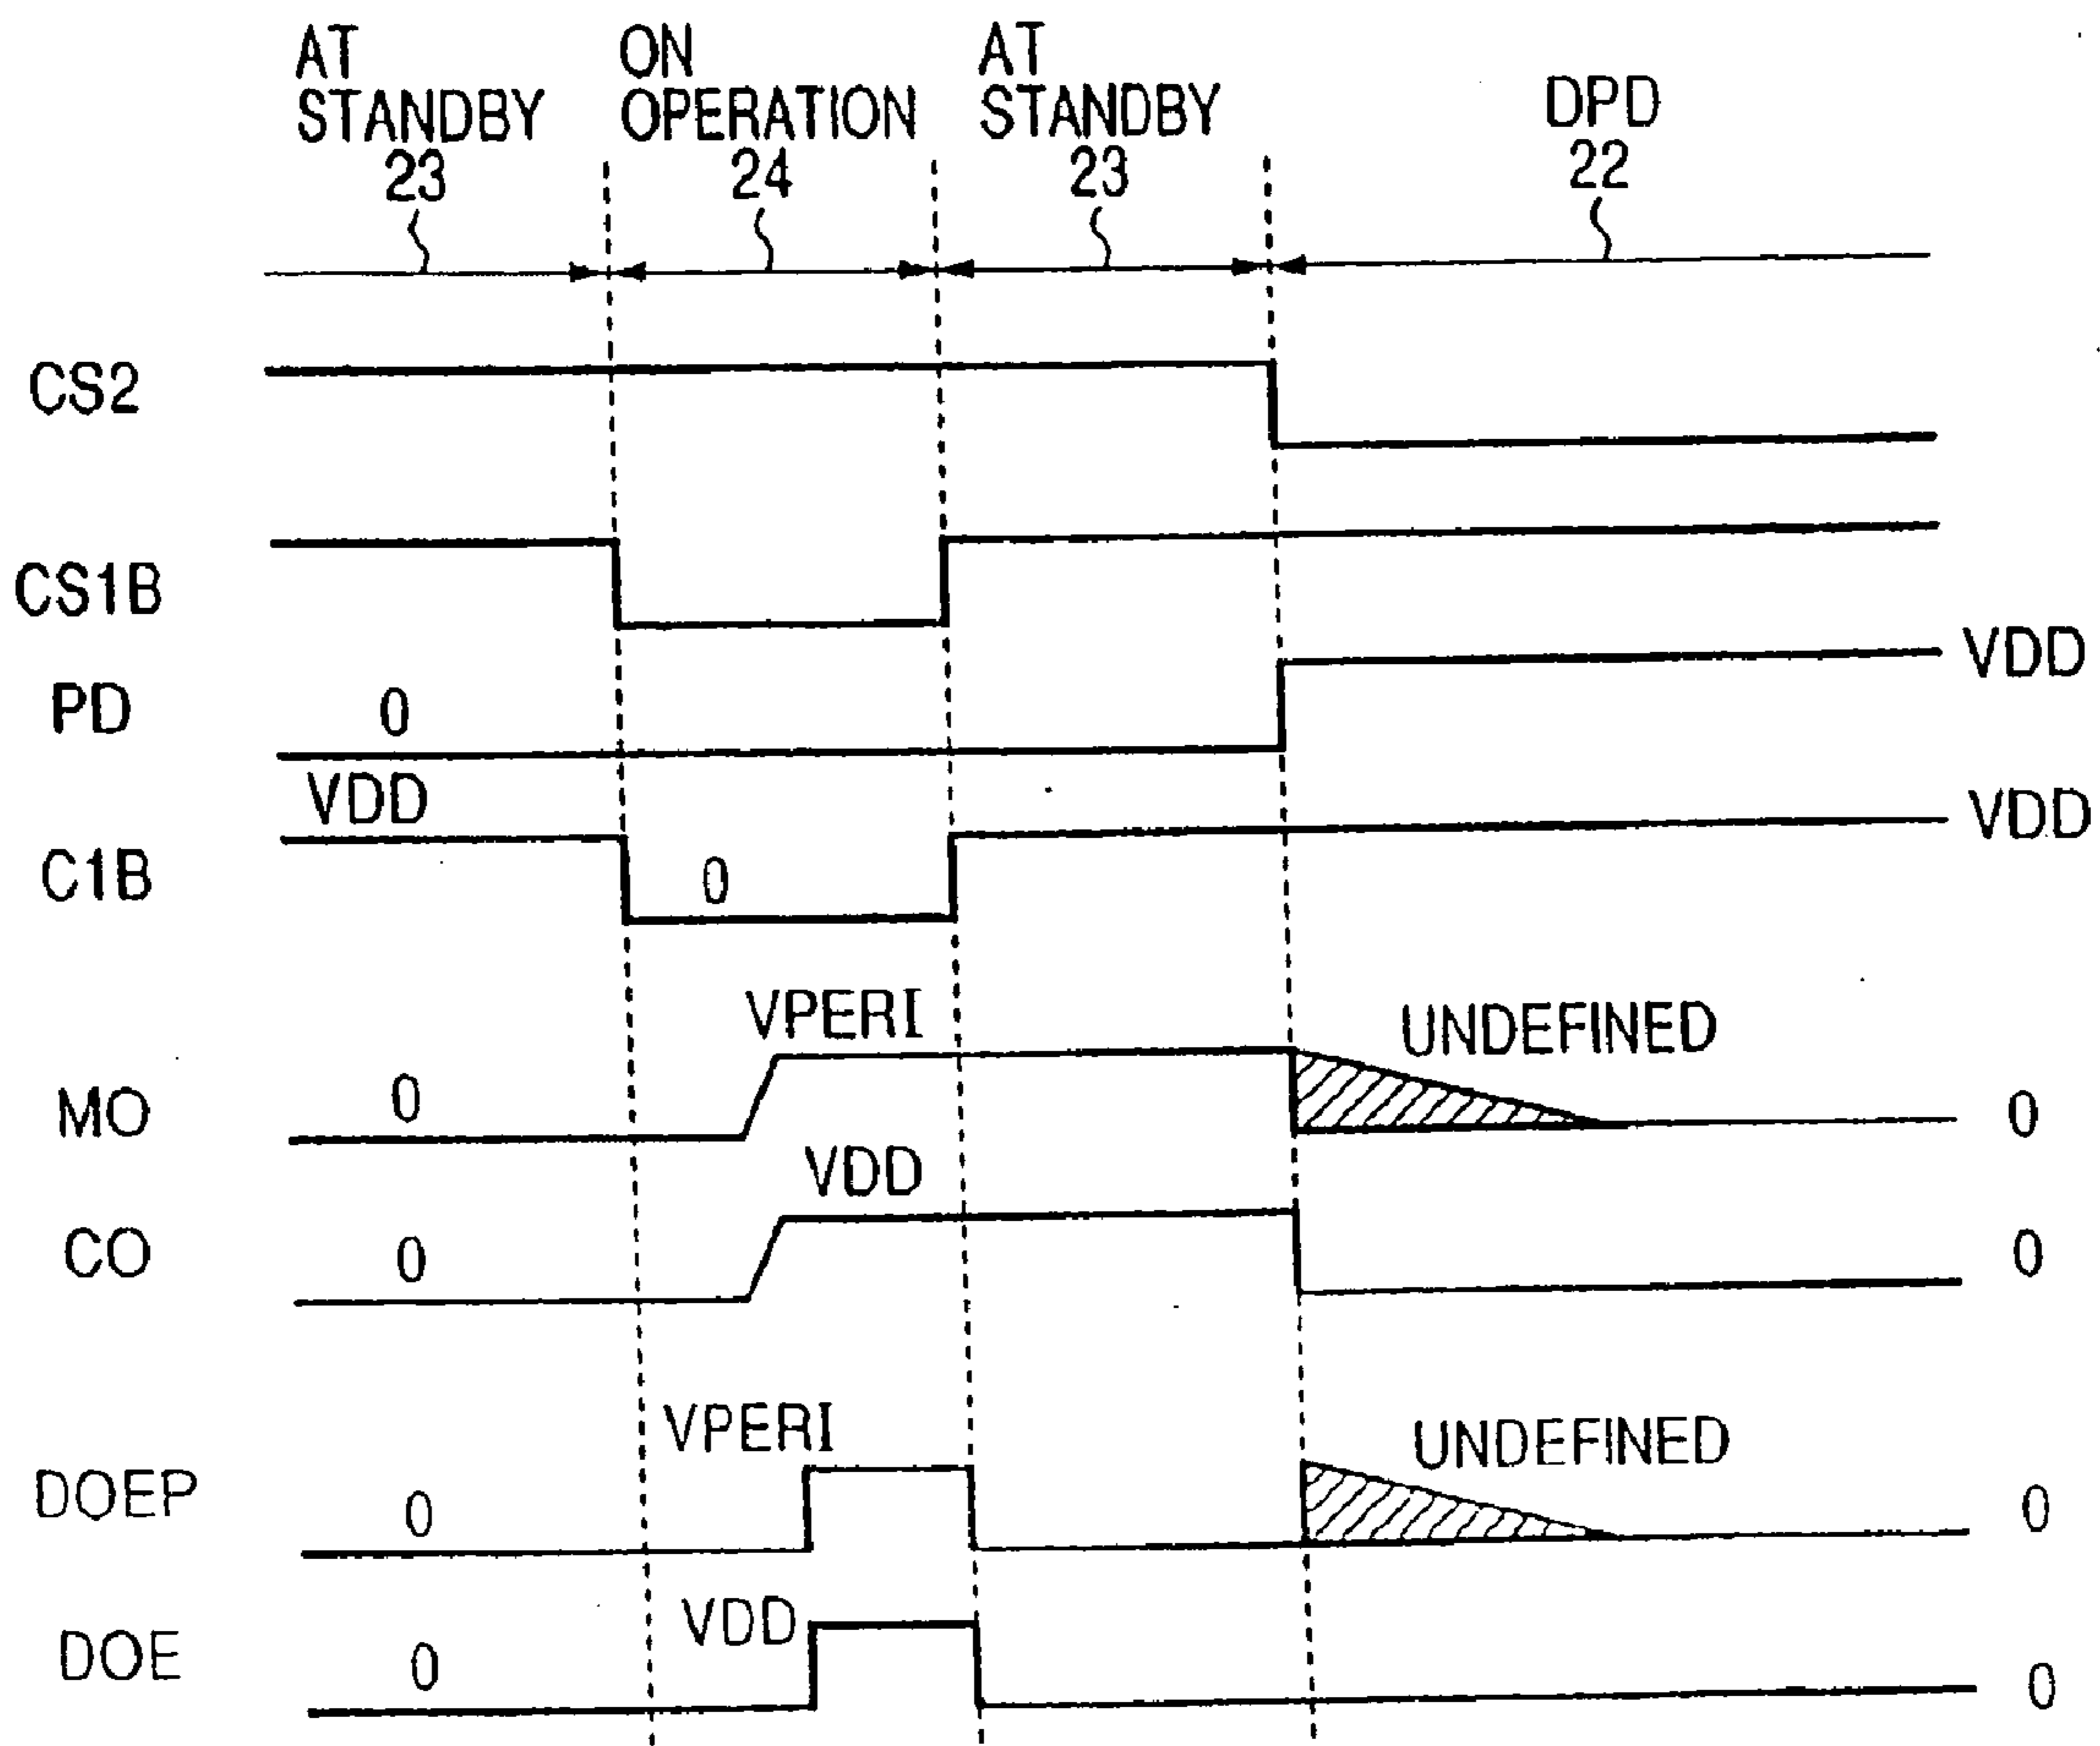 AT
STANDBY
23
ON
OPERATION
24
AT
STANDBY
23
DPD
22
CS2
CS1B
PD
0
VDD
C1B
VDD
0
VDD
MO
0
VPERI
UNDEFINED
0
CO
0
VDD
0
DOEP
0
VPERI
UNDEFINED
0
DOE
0
VDD
0